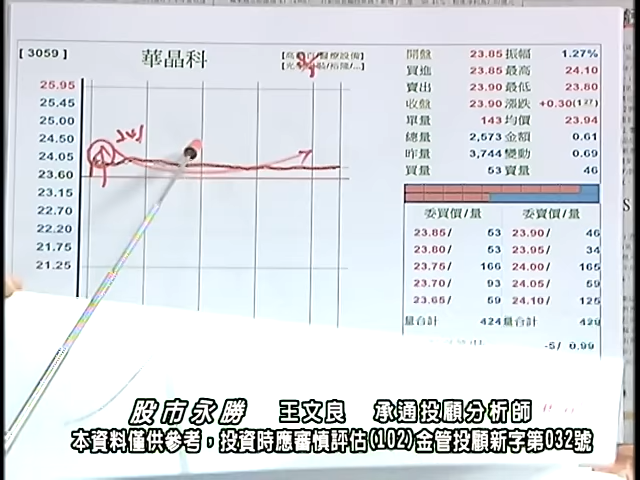 [ 3059 ] 華晶科
25.95
25.45
25.00
24.50
24.05
23.60
23.15
22.70
22.20
21.75
21.25
開盤 23.85 振幅 1.27%
買進 23.85 最高 24.10
賣出 23.90 最低 23.80
收盤 23.90 漲跌 +0.30(1.27)
單量 143 均價 23.94
總量 2,573 金額 0.61
昨量 3,744 變動 0.69
買量 53 賣量 46
委買價/量 委賣價/量
23.85/ 53 23.90/ 46
23.80/ 53 23.95/ 34
23.75/ 166 24.00/ 165
23.70/ 93 24.05/ 59
23.65/ 59 24.10/ 125
量合計 424 量合計 429
-5/ 0.99
股市永勝 王文良 承通投顧分析師
本資料僅供參考，投資時應審慎評估(102)金管投顧新字第032號